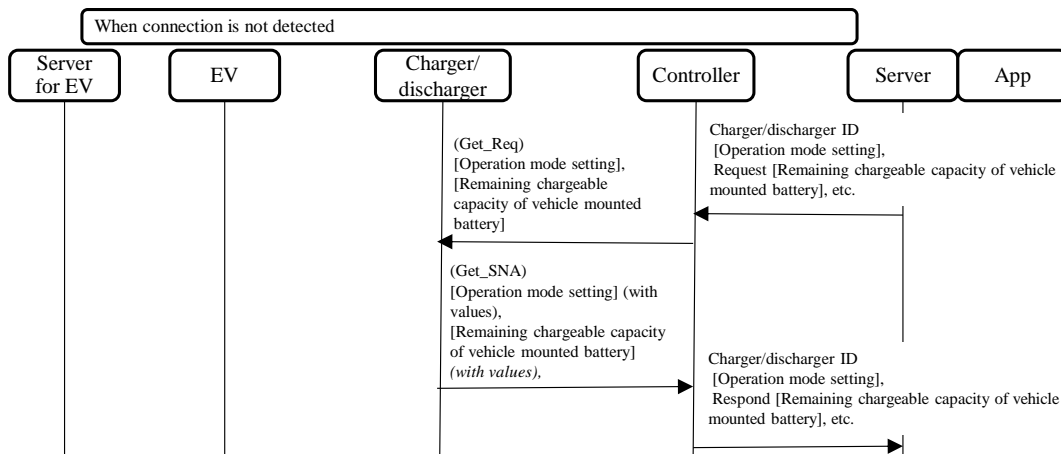 When connection is not detected
Server
for EV
EV
Charger/
discharger
Controller
Server
App
Charger/discharger ID
[Operation mode setting],
Request [Remaining chargeable capacity of vehicle
mounted battery], etc.
(Get_Req)
[Operation mode setting],
[Remaining chargeable
capacity of vehicle mounted
battery]
(Get_SNA)
[Operation mode setting] (with
values),
[Remaining chargeable capacity
of vehicle mounted battery]
(with values),
Charger/discharger ID
[Operation mode setting],
Respond [Remaining chargeable capacity of vehicle
mounted battery], etc.